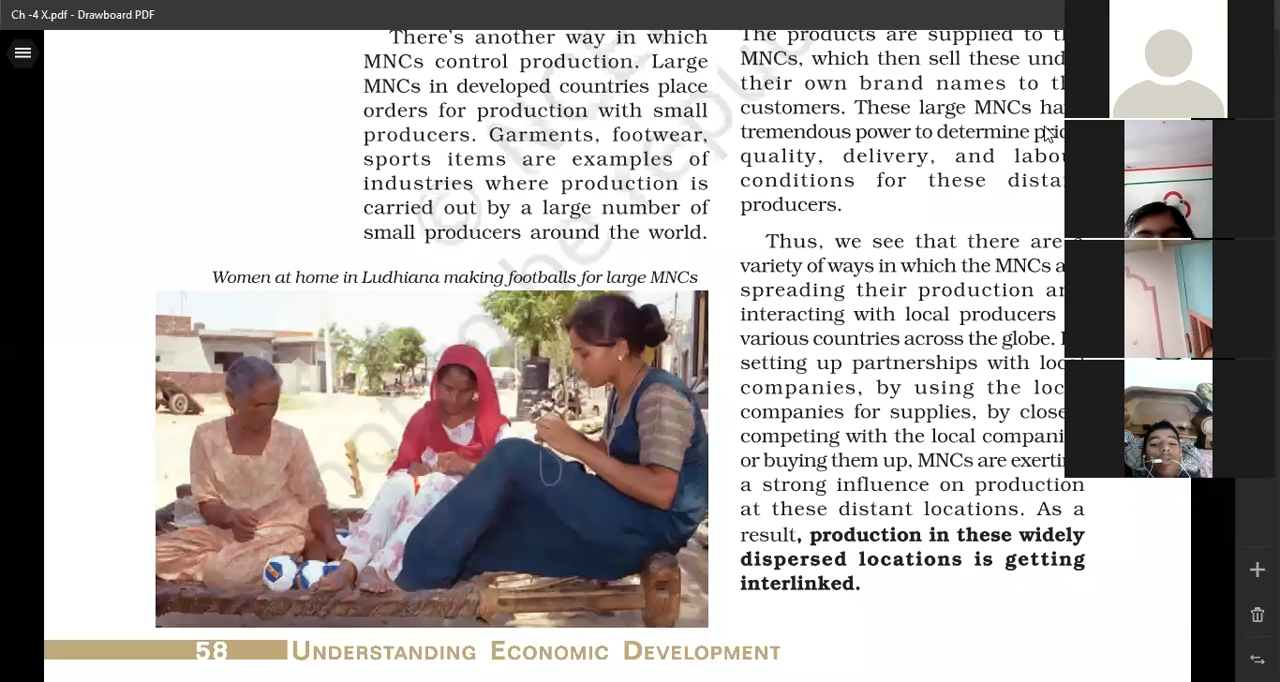 Ch -4 X.pdf - Drawboard PDF
There's another way in which
MNCs control production. Large
MNCs in developed countries place
orders for production with small
producers. Garments, footwear,
sports items are examples of
industries where production is
carried out by a large number of
small producers around the world.
The products are supplied to
MNCs, which then sell these
their own brand names to
customers. These large MNCs
tremendous power to determine
quality, delivery, and
conditions for these
producers.
Thus, we see that there are
variety of ways in which the MNCs
spreading their production
interacting with local producers
various countries across the globe.
setting up partnerships with
companies, by using the
companies for supplies, by
competing with the local
or buying them up, MNCs are
a strong influence on production
at these distant locations. As a
result, production in these widely
dispersed locations is getting
interlinked.
Women at home in Ludhiana making footballs for large MNCs
58 UNDERSTANDING ECONOMIC DEVELOPMENT